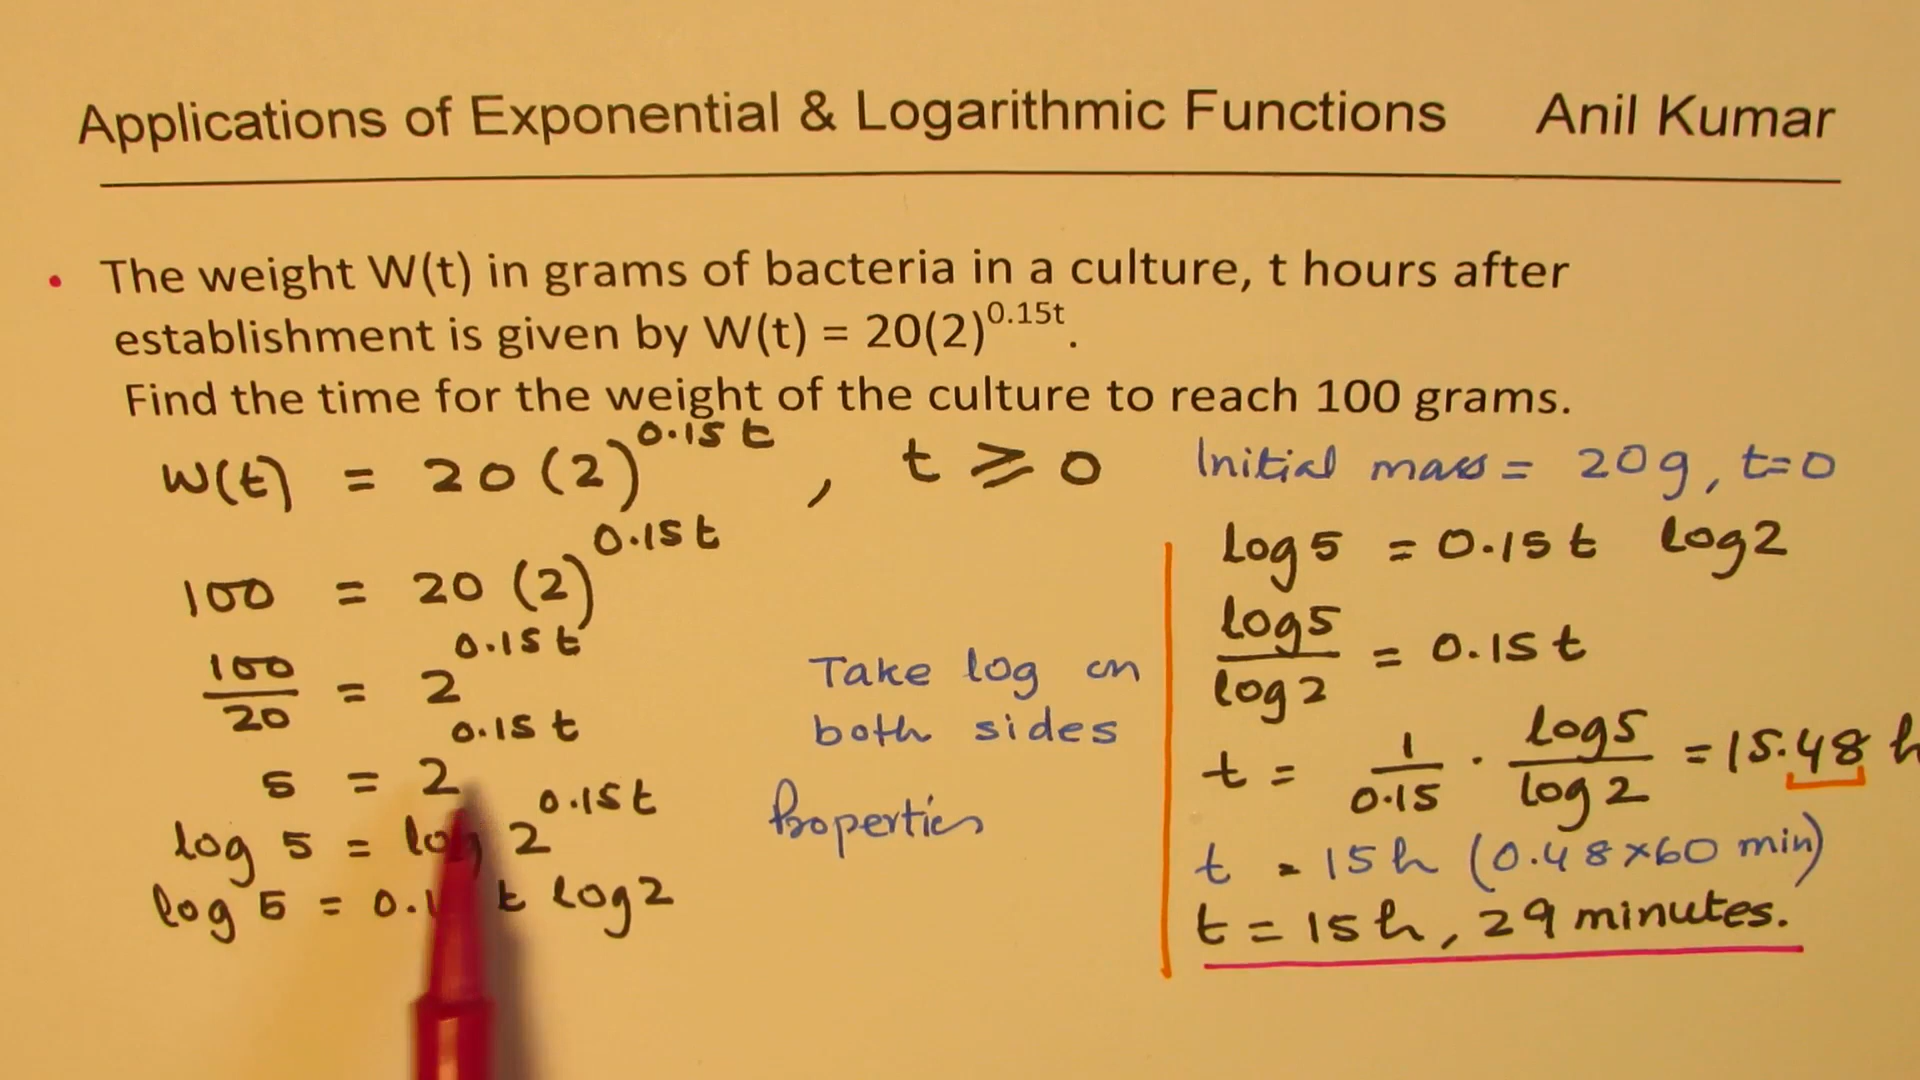 Applications of Exponential & Logarithmic Functions Anil Kumar
• The weight W(t) in grams of bacteria in a culture, t hours after
establishment is given by W(t) = 20(2)^0.15t.
Find the time for the weight of the culture to reach 100 grams.
W(t) = 20 (2)^0.15t , t ⩾ 0
100 = 20 (2)^0.15t
100/20 = 2^0.15t
5 = 2^0.15t
log 5 = log 2^0.15t
log 5 = 0.1 t log2
Take log on
both sides
Properties
Initial mass = 20g, t=0
log5 = 0.15t log2
log5/log2 = 0.15t
t = 1/0.15 · log5/log2 = 15.48 h
t = 15h (0.48×60 min)
t = 15h, 29 minutes.